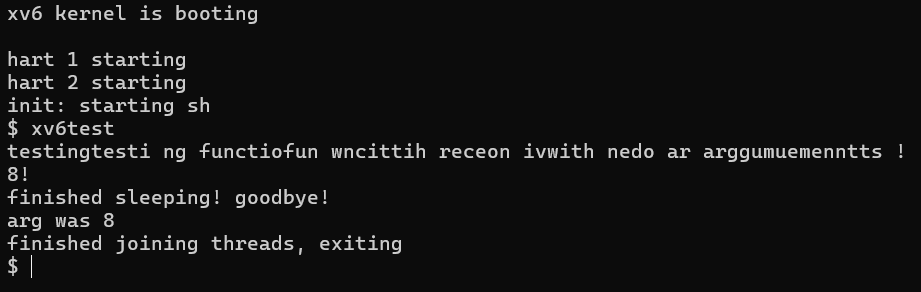 xv6 kernel is booting
hart 1 starting
hart 2 starting
init: starting sh
$ xv6test
testingtesti ng functiofun wncittih receon ivwith nedo ar arggumuemenntts !
8!
finished sleeping! goodbye!
arg was 8
finished joining threads, exiting
$